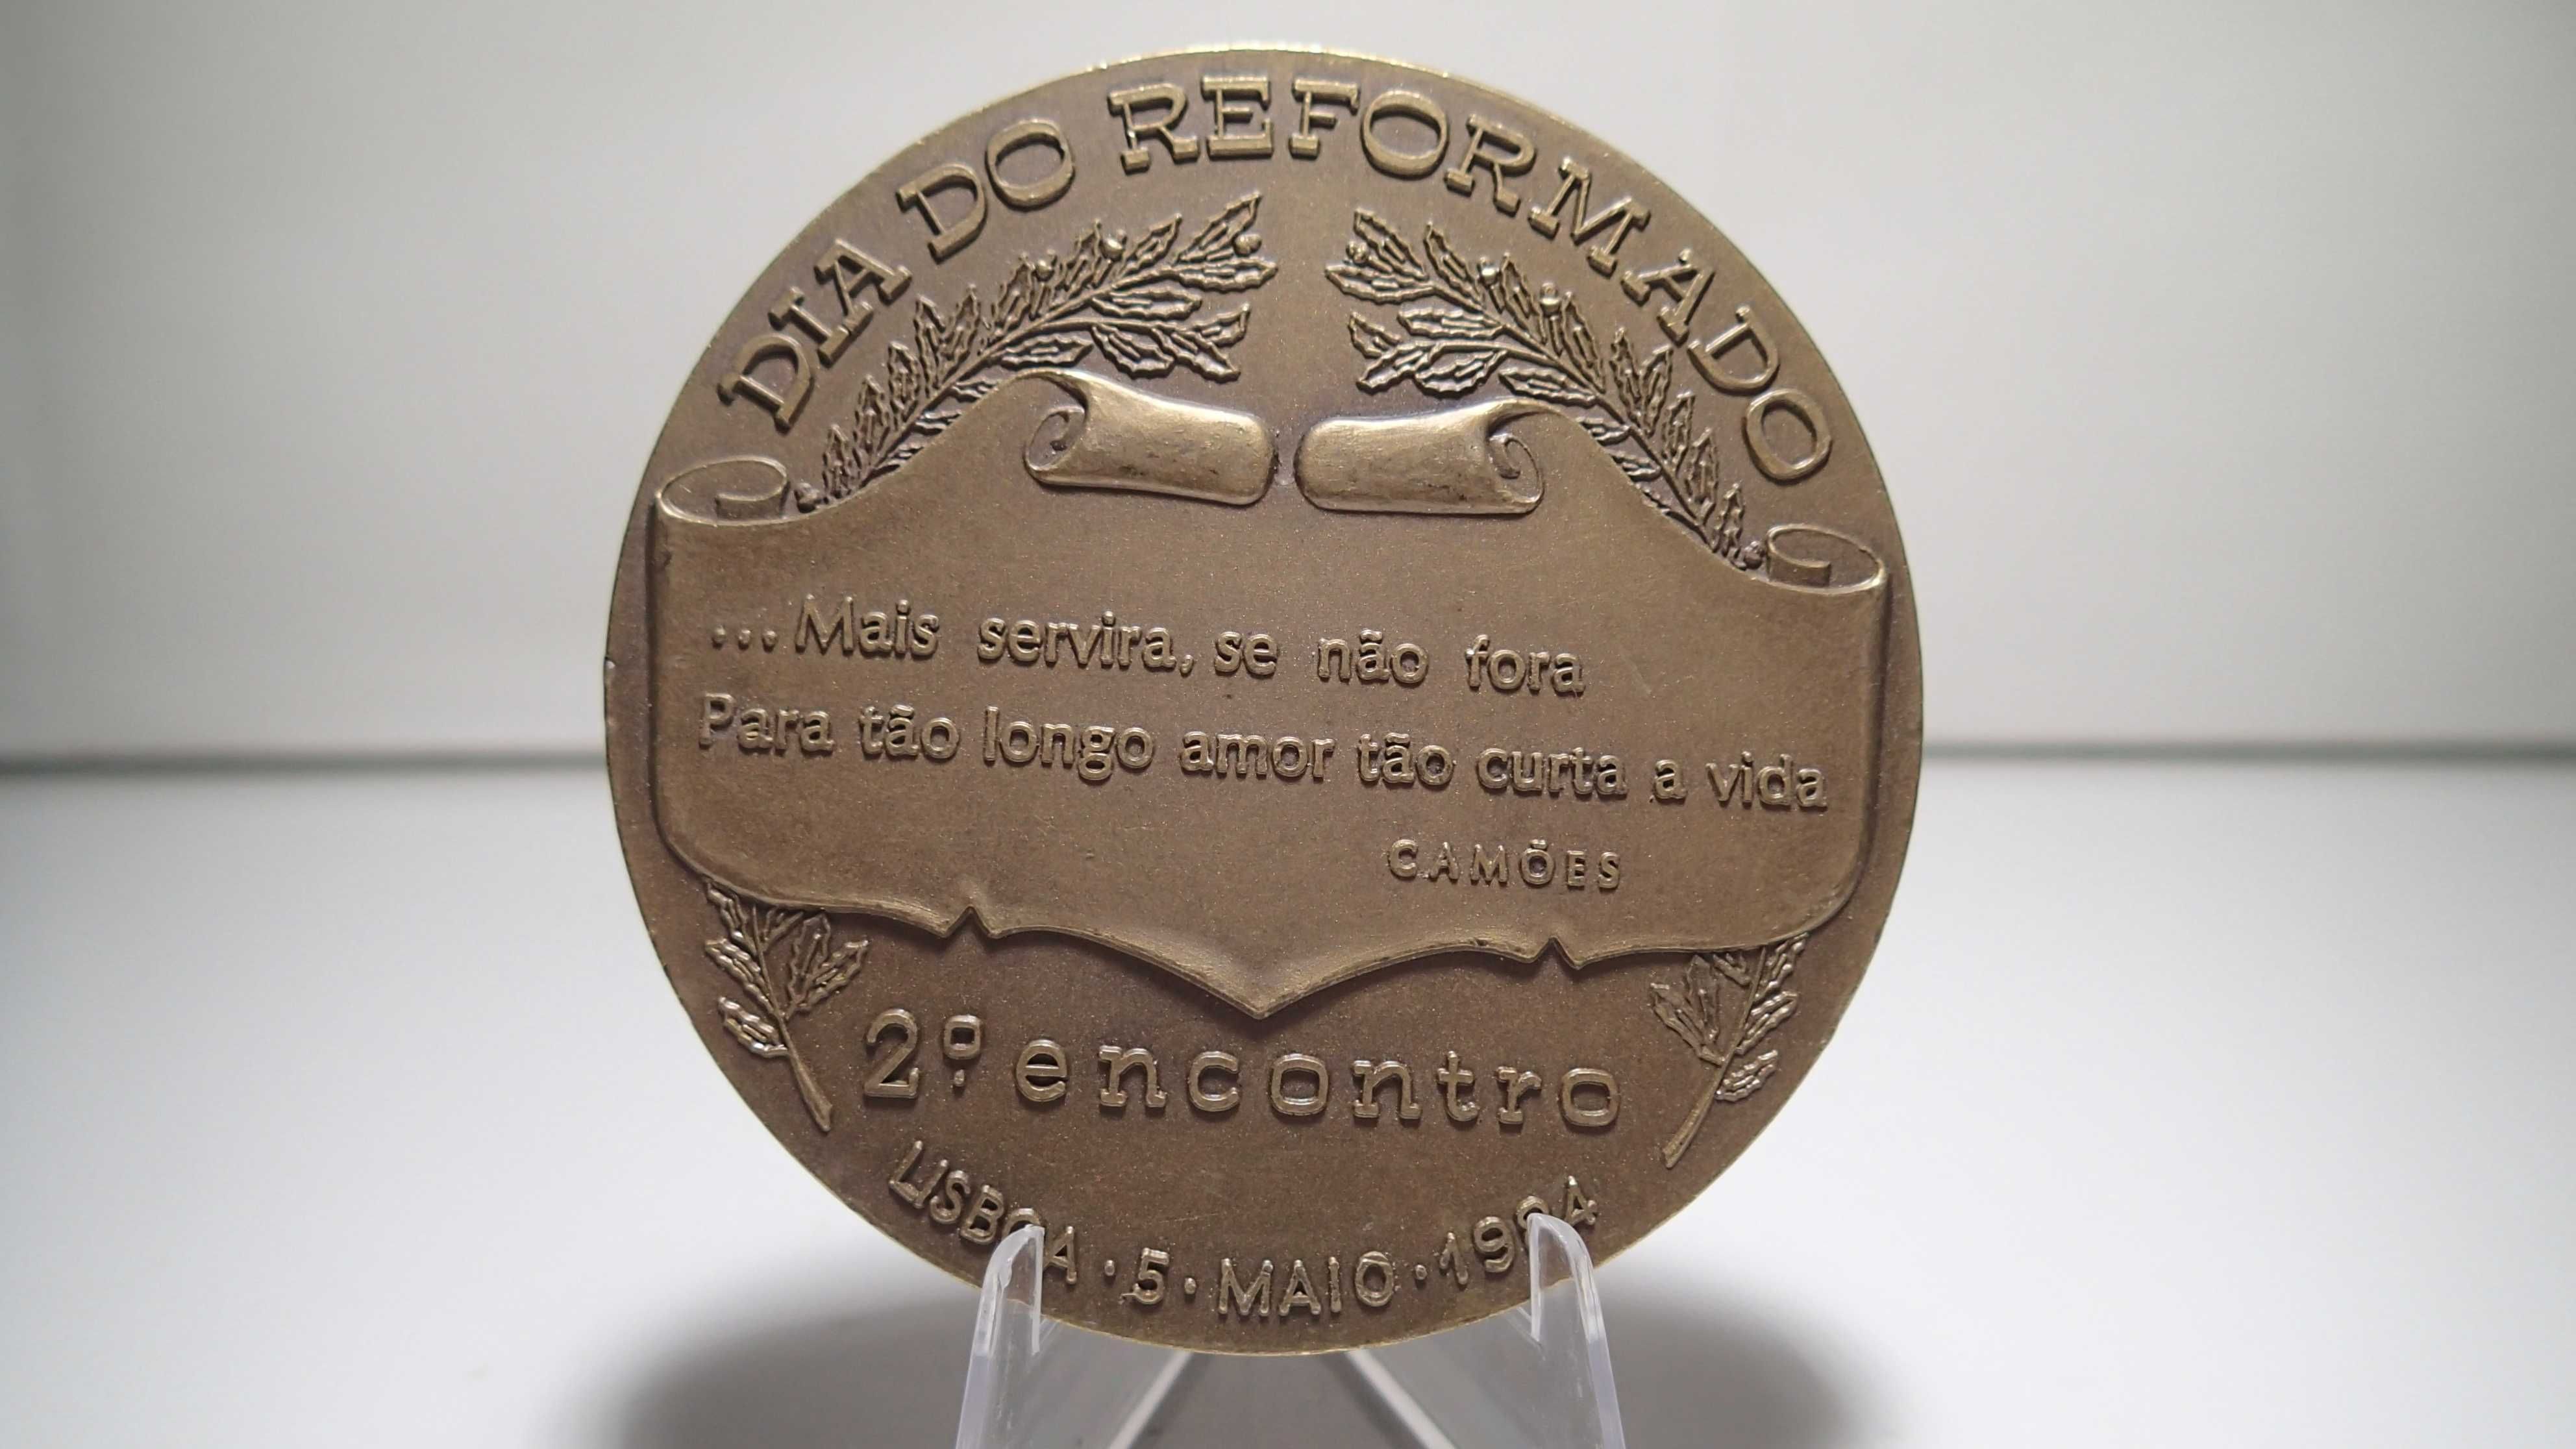 DIA DO REFORMADO
...Mais servira, se não fora
Para tão longo amor tão curta a vida
CAMÕES
2º encontro
LISBOA · 5 · MAIO · 1984